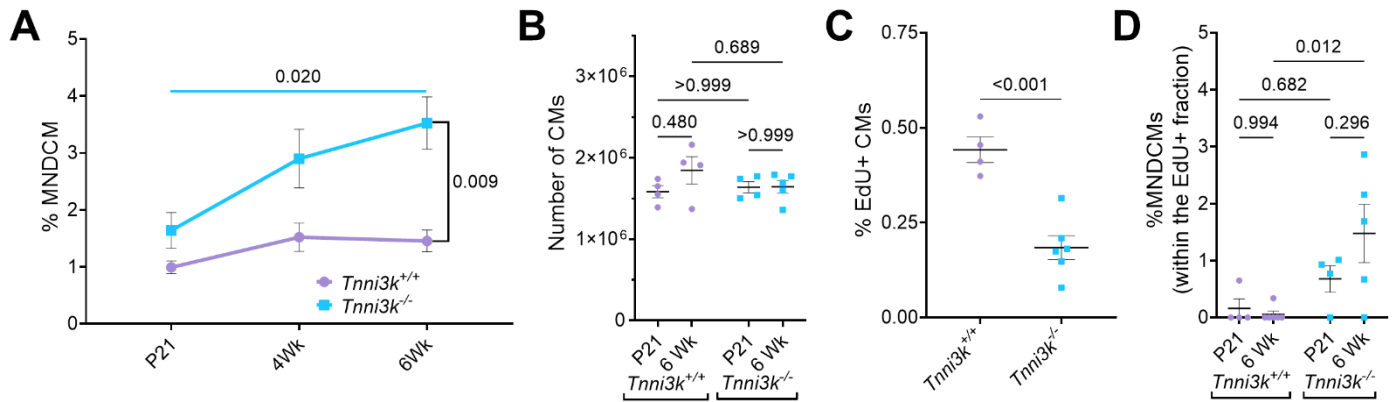 A
% MNDCM
5
4
3
2
1
0
0.020
0.009
Tnni3k+/+
Tnni3k-/-
P21
4Wk
6Wk
B
Number of CMs
3×10⁶
2×10⁶
1×10⁶
0
0.689
>0.999
0.480
>0.999
P21
6 Wk
P21
6 Wk
Tnni3k+/+
Tnni3k-/-
C
% EdU+ CMs
0.75
0.50
0.25
0.00
<0.001
Tnni3k+/+
Tnni3k-/-
D
%MNDCMs
(within the EdU+ fraction)
5
4
3
2
1
0
0.012
0.682
0.994
0.296
P21
6 Wk
P21
6 Wk
Tnni3k+/+
Tnni3k-/-